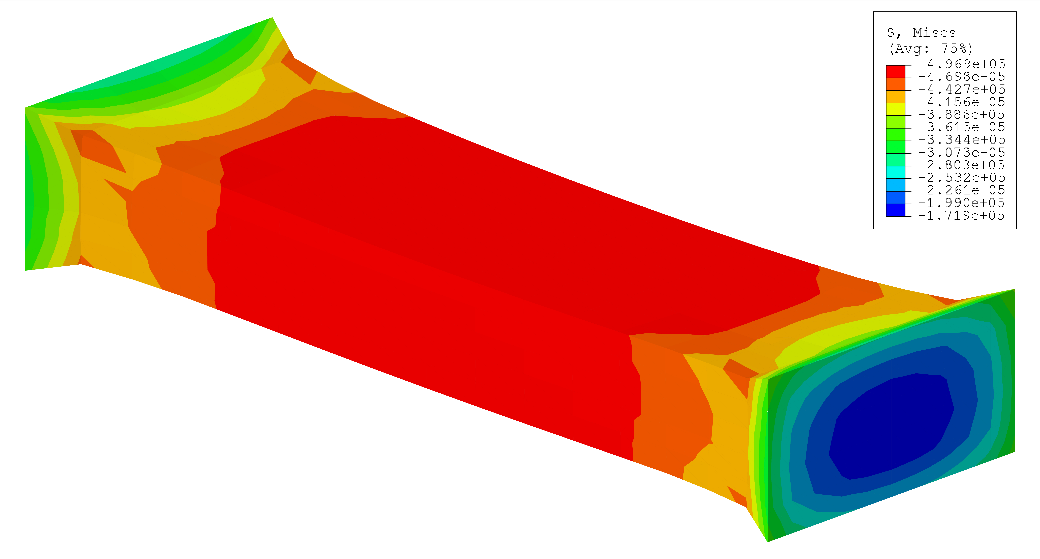 S, Mises
(Avg: 75%)
+4.969e+05
+4.698e+05
+4.427e+05
+4.156e+05
+3.886e+05
+3.615e+05
+3.344e+05
+3.073e+05
+2.803e+05
+2.532e+05
+2.261e+05
+1.990e+05
+1.719e+05